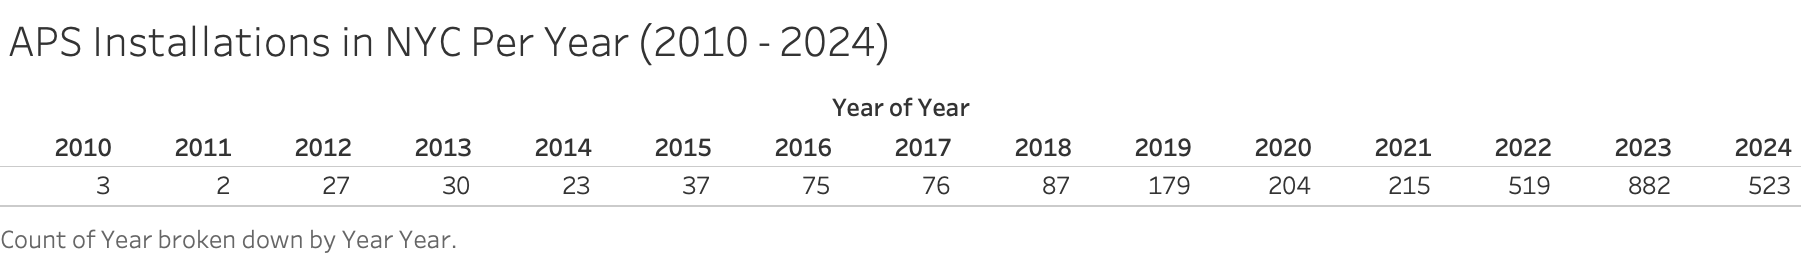 APS Installations in NYC Per Year (2010 - 2024)
Year of Year
2010 2011 2012 2013 2014 2015 2016 2017 2018 2019 2020 2021 2022 2023 2024
3 2 27 30 23 37 75 76 87 179 204 215 519 882 523
Count of Year broken down by Year Year.